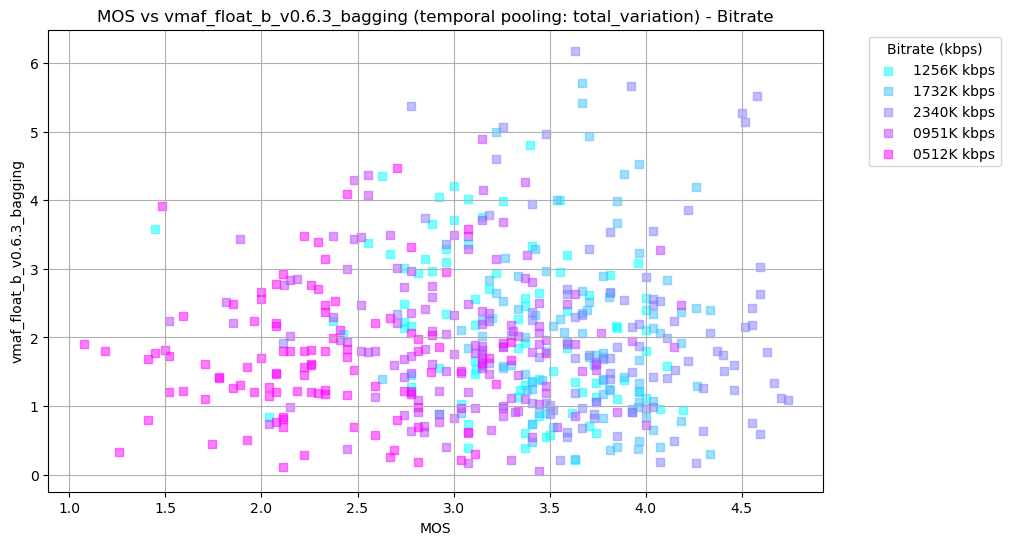 MOS vs vmaf_float_b_v0.6.3_bagging (temporal pooling: total_variation) - Bitrate
Bitrate (kbps)
1256K kbps
1732K kbps
2340K kbps
0951K kbps
0512K kbps
vmaf_float_b_v0.6.3_bagging
6
5
4
3
2
1
0
1.0 1.5 2.0 2.5 3.0 3.5 4.0 4.5
MOS